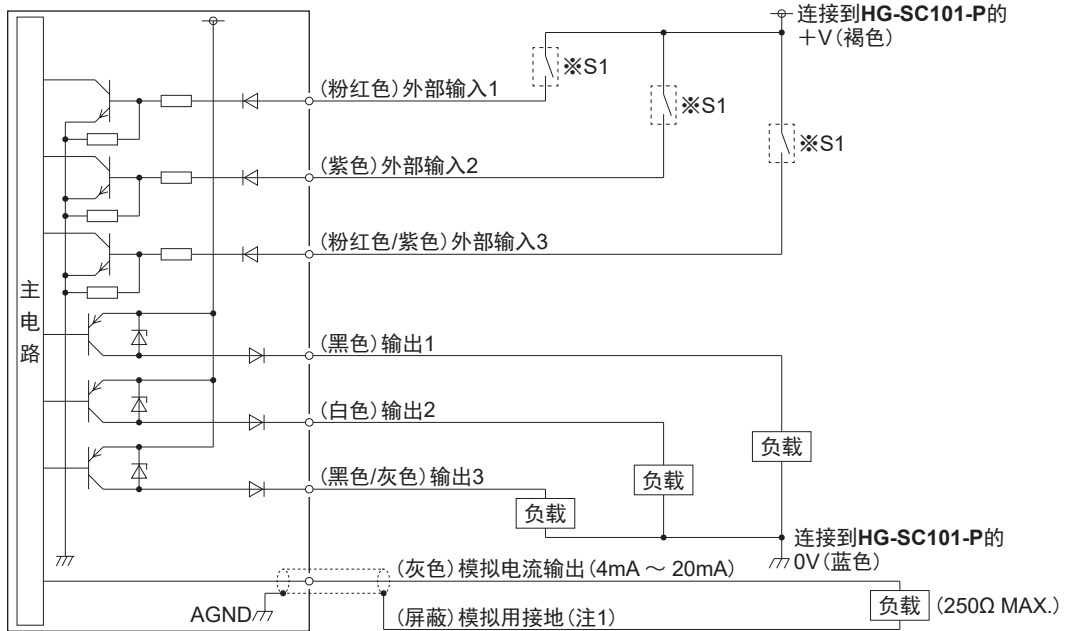 连接到HG-SC101-P的
＋V(褐色)
※S1
(粉红色)外部输入1
※S1
※S1
(紫色)外部输入2
(粉红色/紫色)外部输入3
主电路
(黑色)输出1
(白色)输出2
负载
(黑色/灰色)输出3
负载
负载
连接到HG-SC101-P的
0V(蓝色)
(灰色)模拟电流输出(4mA ～ 20mA)
AGND
(屏蔽)模拟用接地(注1)
负载 (250Ω MAX.)